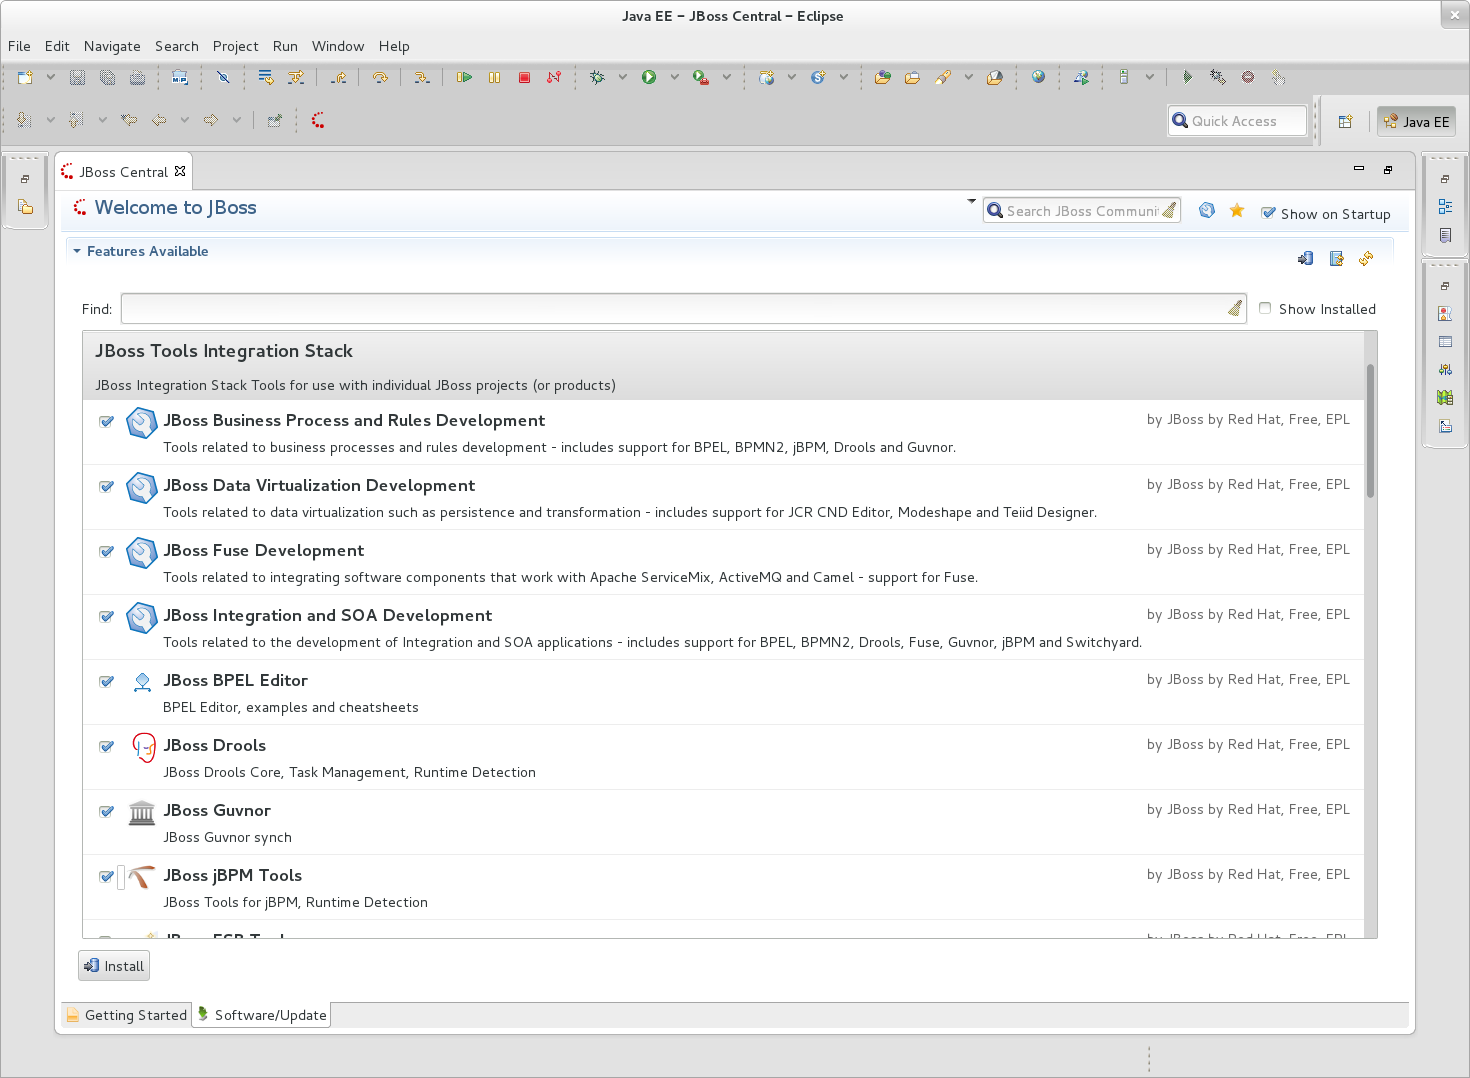 Java EE – JBoss Central – Eclipse
File Edit Navigate Search Project Run Window Help
Quick Access
Java EE
JBoss Central
Welcome to JBoss
Search JBoss Communit
Show on Startup
Features Available
Find:
Show Installed
JBoss Tools Integration Stack
JBoss Integration Stack Tools for use with individual JBoss projects (or products)
JBoss Business Process and Rules Development
by JBoss by Red Hat, Free, EPL
Tools related to business processes and rules development - includes support for BPEL, BPMN2, jBPM, Drools and Guvnor.
JBoss Data Virtualization Development
by JBoss by Red Hat, Free, EPL
Tools related to data virtualization such as persistence and transformation - includes support for JCR CND Editor, Modeshape and Teiid Designer.
JBoss Fuse Development
by JBoss by Red Hat, Free, EPL
Tools related to integrating software components that work with Apache ServiceMix, ActiveMQ and Camel - support for Fuse.
JBoss Integration and SOA Development
by JBoss by Red Hat, Free, EPL
Tools related to the development of Integration and SOA applications - includes support for BPEL, BPMN2, Drools, Fuse, Guvnor, jBPM and Switchyard.
JBoss BPEL Editor
by JBoss by Red Hat, Free, EPL
BPEL Editor, examples and cheatsheets
JBoss Drools
by JBoss by Red Hat, Free, EPL
JBoss Drools Core, Task Management, Runtime Detection
JBoss Guvnor
by JBoss by Red Hat, Free, EPL
JBoss Guvnor synch
JBoss jBPM Tools
by JBoss by Red Hat, Free, EPL
JBoss Tools for jBPM, Runtime Detection
by JBoss by Red Hat, Free, EPL
Install
Getting Started
Software/Update